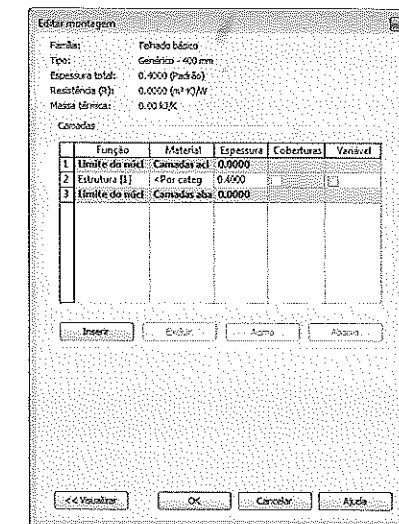 Editar montagem
Família: Telhado básico
Tipo: Genérico - 400 mm
Espessura total: 0.4000 (Padrão)
Resistência (R): 0.0000 (m²·K)/W
Massa térmica: 0.00 kJ/K
Camadas
Função Material Espessura Coberturas Variável
1 Limite do núcl Camadas aci 0.0000
2 Estrutura [1] <Por categ 0.4000
3 Limite do núcl Camadas aba 0.0000
Inserir Excluir Acima Abaixo
<< Visualizar OK Cancelar Ajuda